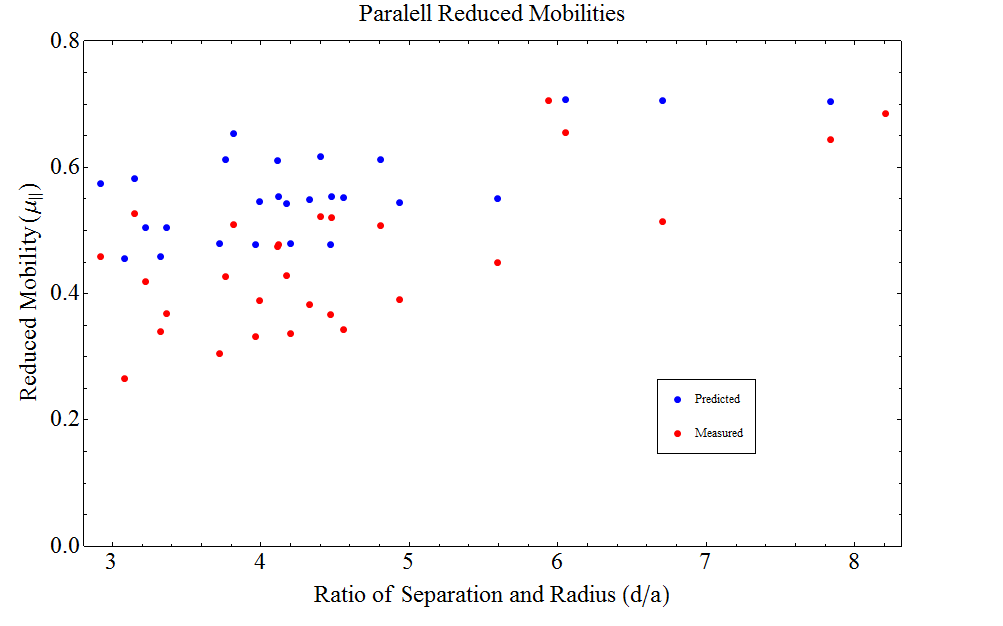 Paralell Reduced Mobilities
0.8
0.6
0.4
0.2
0.0
Reduced Mobility (μ∥)
Predicted
Measured
3 4 5 6 7 8
Ratio of Separation and Radius (d/a)